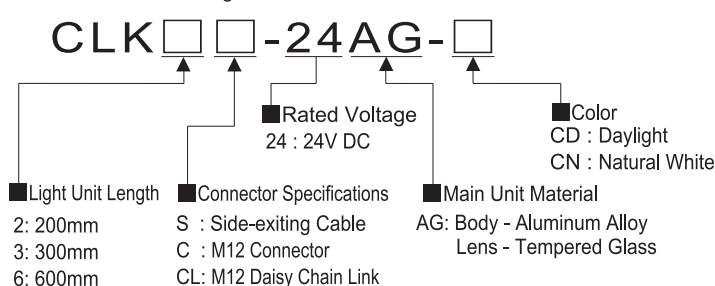 CLK□ □-24AG-□
■Rated Voltage
24 : 24V DC
■Color
CD : Daylight
CN : Natural White
■Light Unit Length
2: 200mm
3: 300mm
6: 600mm
■Connector Specifications
S : Side-exiting Cable
C : M12 Connector
CL: M12 Daisy Chain Link
■Main Unit Material
AG: Body - Aluminum Alloy
Lens - Tempered Glass